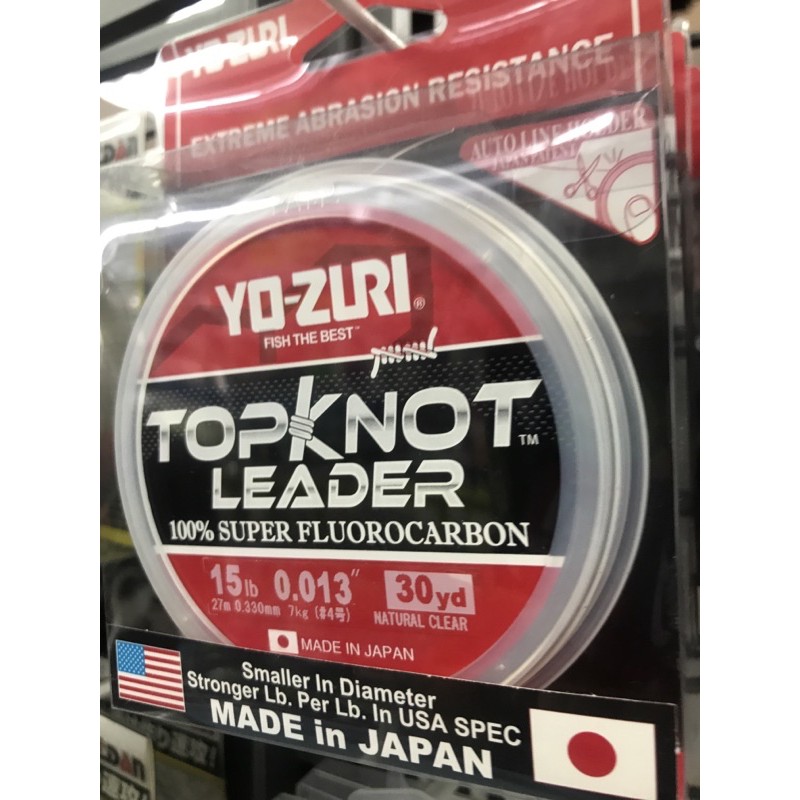 YO-ZURI
EXTREME ABRASION RESISTANCE
AUTO LINE HOLDER
YO-ZURI®
FISH THE BEST™
TOPKNOT™
LEADER
100% SUPER FLUOROCARBON
15lb 0.013" 30yd
27m 0.330mm 7kg (#4号) NATURAL CLEAR
MADE IN JAPAN
Smaller In Diameter
Stronger Lb. Per Lb. In USA SPEC
MADE in JAPAN